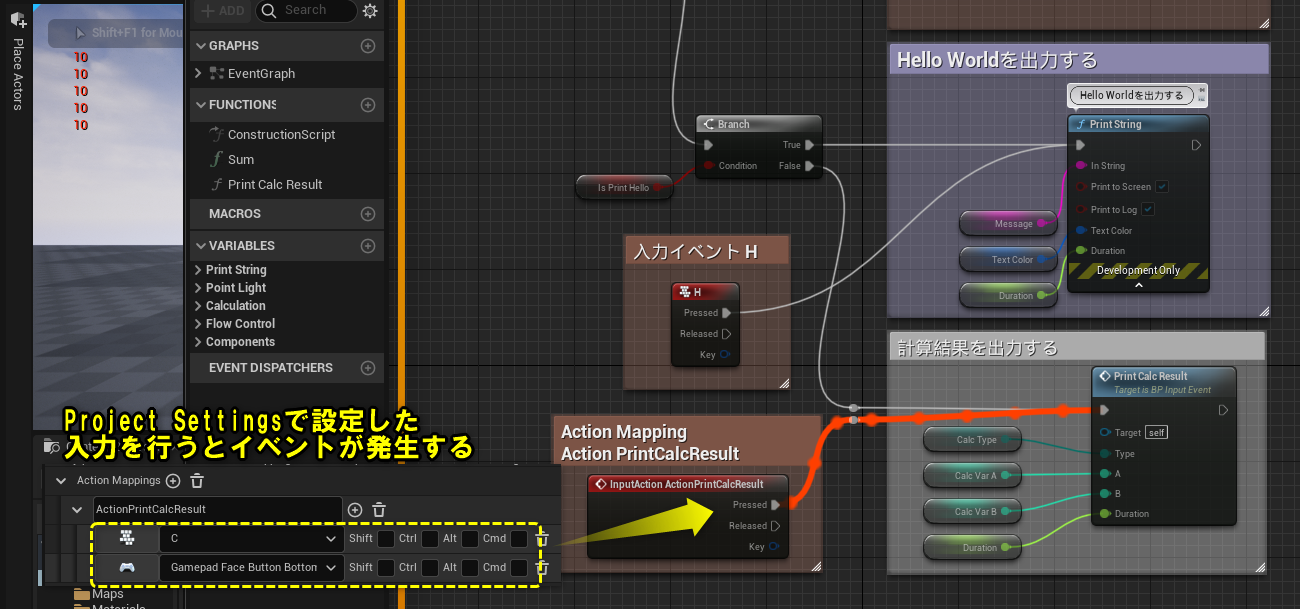 Place Actors
Shift+F1 for Mou
10
10
10
10
10
+ ADD
Search
GRAPHS
EventGraph
FUNCTIONS
ConstructionScript
Sum
Print Calc Result
MACROS
VARIABLES
Print String
Point Light
Calculation
Flow Control
Components
EVENT DISPATCHERS
Branch
True
Condition
False
Is Print Hello
Hello Worldを出力する
Hello Worldを出力する
Print String
In String
Print to Screen
Print to Log
Text Color
Duration
Development Only
Message
Text Color
Duration
入力イベント H
H
Pressed
Released
Key
計算結果を出力する
Print Calc Result
Target is BP Input Event
Target
self
Type
A
B
Duration
Calc Type
Calc Var A
Calc Var B
Duration
Action Mapping
Action PrintCalcResult
InputAction ActionPrintCalcResult
Pressed
Released
Key
Project Settingsで設定した
入力を行うとイベントが発生する
Action Mappings
ActionPrintCalcResult
C
Shift
Ctrl
Alt
Cmd
Gamepad Face Button Bottom
Shift
Ctrl
Alt
Cmd
Maps
Materials